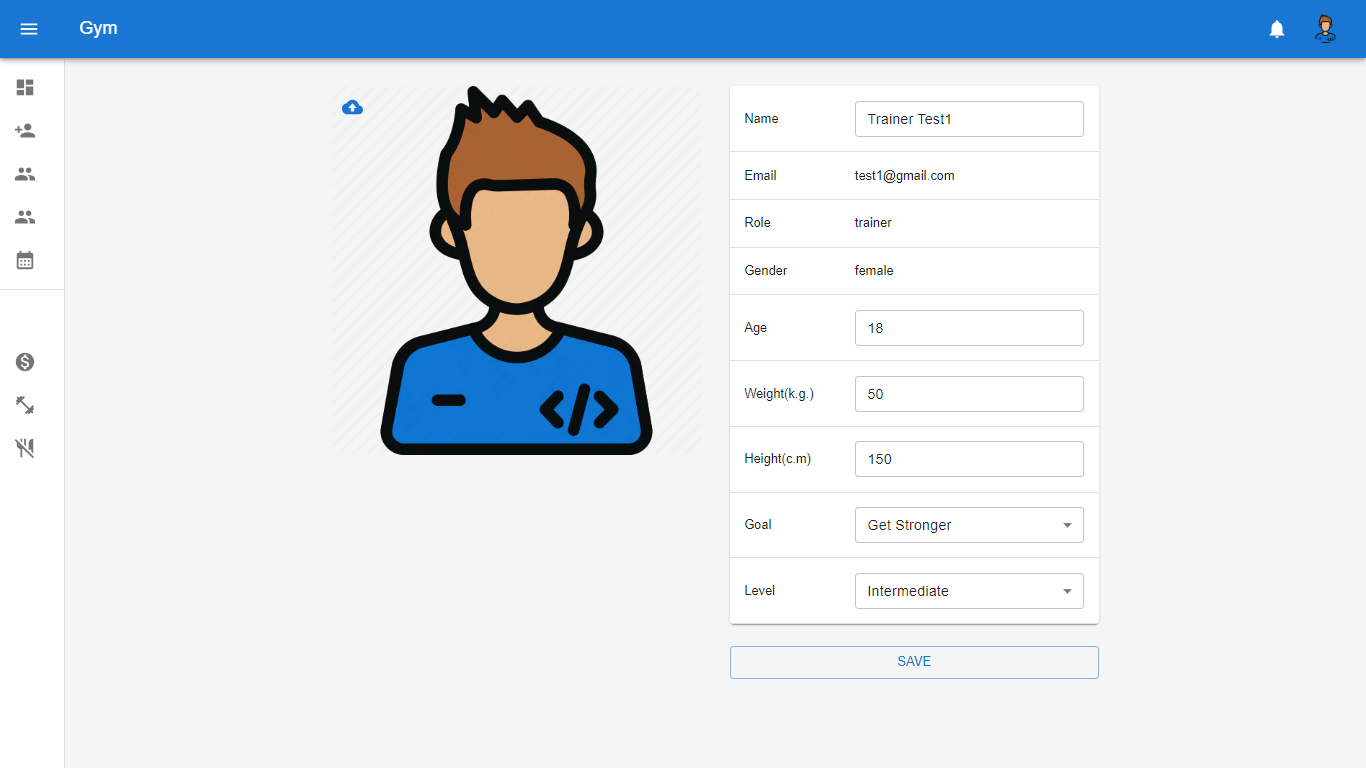 Gym
Name
Trainer Test1
Email
test1@gmail.com
Role
trainer
Gender
female
Age
18
Weight(k.g.)
50
Height(c.m)
150
Goal
Get Stronger
Level
Intermediate
SAVE